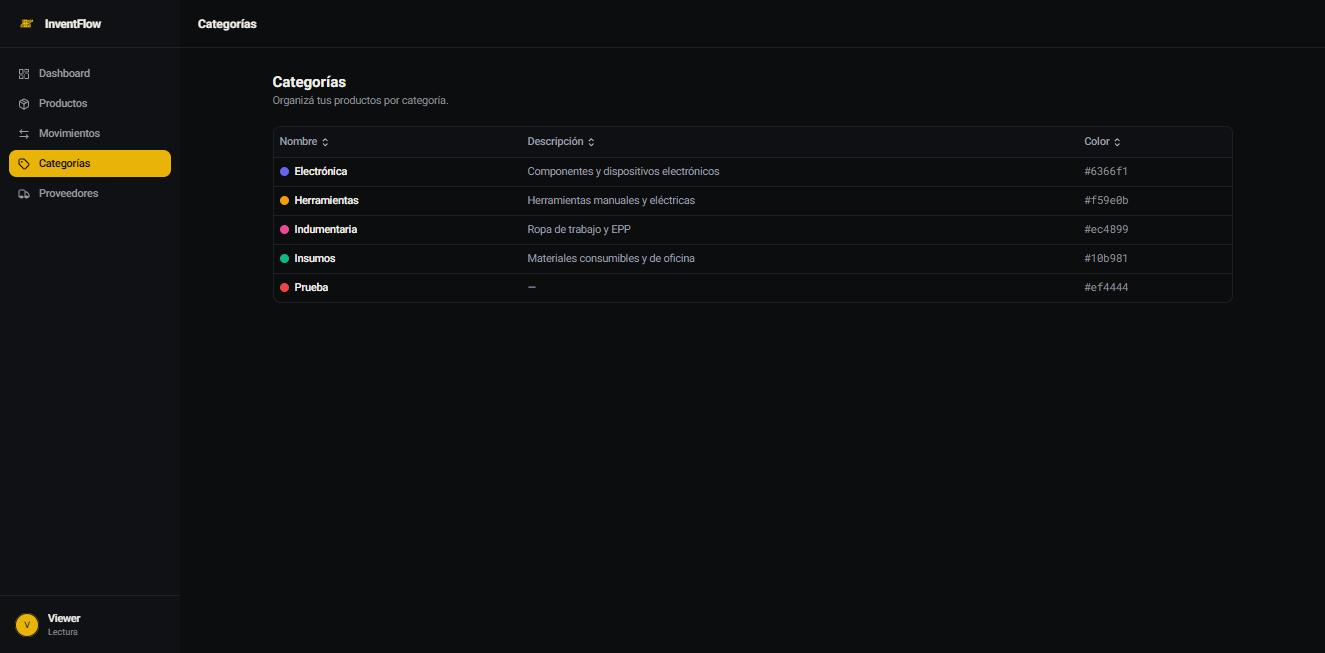 InventFlow
Categorías
Dashboard
Productos
Movimientos
Categorías
Proveedores
Categorías
Organizá tus productos por categoría.
Nombre Descripción Color
Electrónica Componentes y dispositivos electrónicos #6366f1
Herramientas Herramientas manuales y eléctricas #f59e0b
Indumentaria Ropa de trabajo y EPP #ec4899
Insumos Materiales consumibles y de oficina #10b981
Prueba — #ef4444
V
Viewer
Lectura